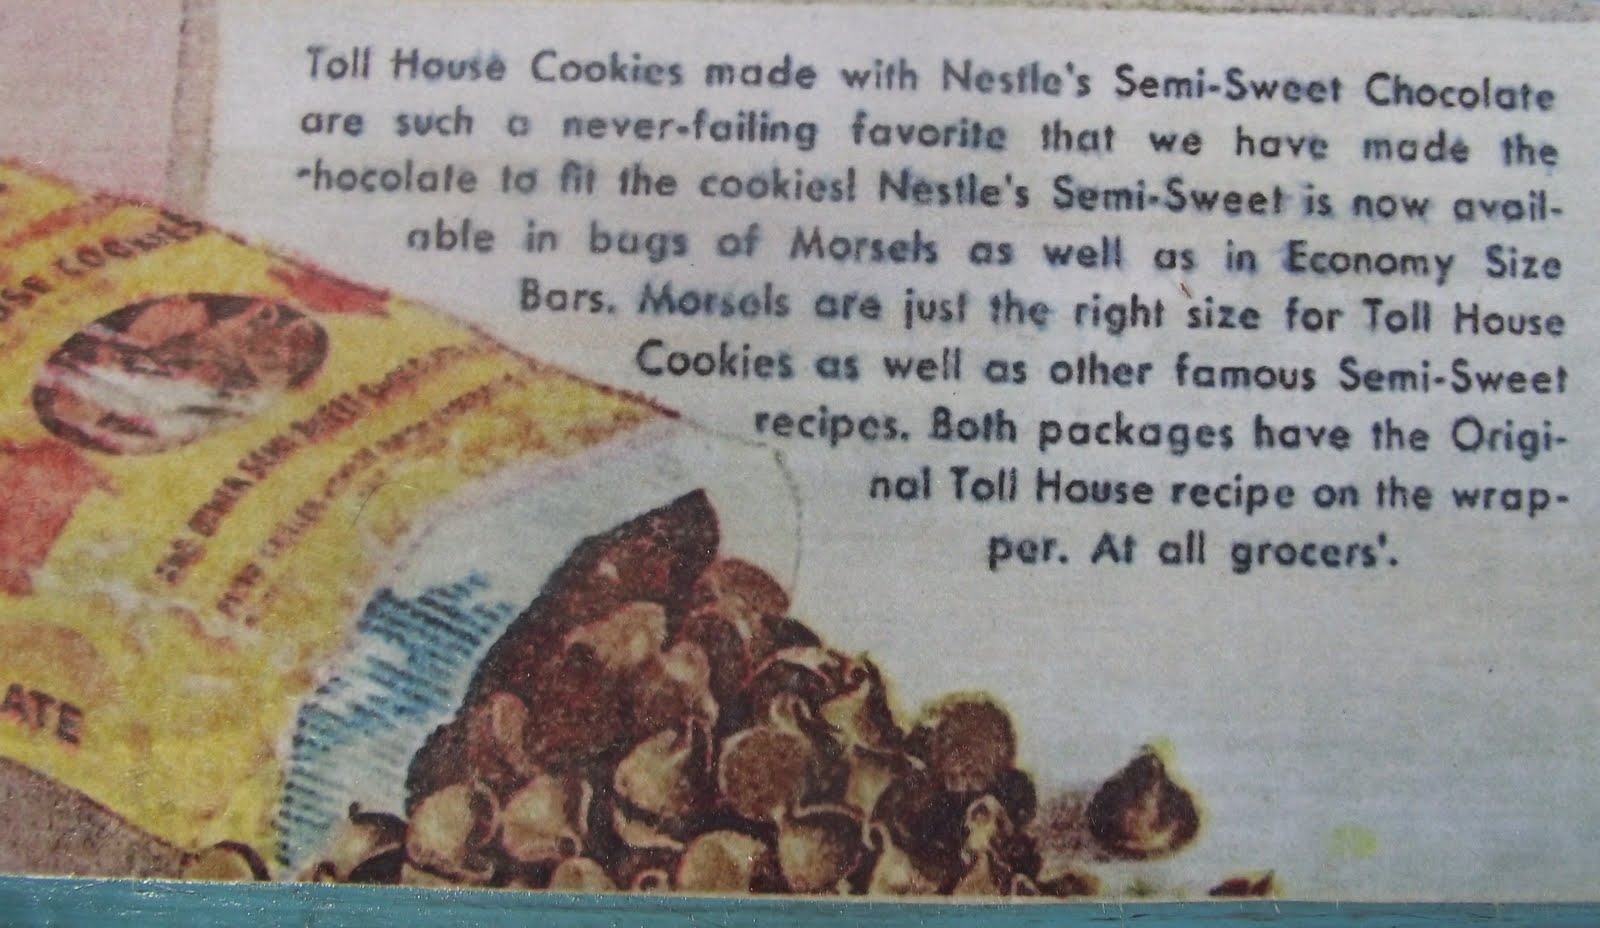 Toll House Cookies made with Nestle's Semi-Sweet Chocolate
are such a never-failing favorite that we have made the
hocolate to fit the cookies! Nestle's Semi-Sweet is now avail-
able in bags of Morsels as well as in Economy Size
Bars. Morsels are just the right size for Toll House
Cookies as well as other famous Semi-Sweet
recipes. Both packages have the Origi-
nal Toll House recipe on the wrap-
per. At all grocers'.
USE COOKIES
ATE